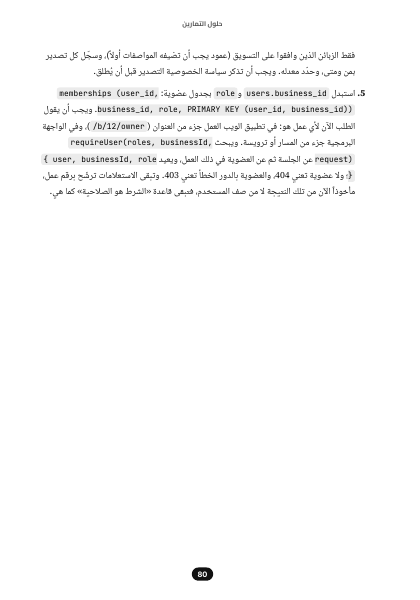 حلول التمارين
فقط الزبائن الذين وافقوا على التسويق (عمود يجب أن تضيفه المواصفات أولاً)، وسجّل كل تصدير
بمن ومتى، وحدّد معدله. ويجب أن تذكر سياسة الخصوصية التصدير قبل أن يُطلق.
5. استبدل users.business_id و role بجدول عضوية: memberships (user_id,
business_id, role, PRIMARY KEY (user_id, business_id)). ويجب أن يقول
الطلب الآن لأي عمل هو: في تطبيق الويب العمل جزء من العنوان ( /b/12/owner )، وفي الواجهة
البرمجية جزء من المسار أو ترويسة. ويبحث requireUser(roles, businessId,
request) عن الجلسة ثم عن العضوية في ذلك العمل، ويعيد { user, businessId, role
}؛ ولا عضوية تعني 404، والعضوية بالدور الخطأ تعني 403. وتبقى الاستعلامات ترشّح برقم عمل،
مأخوذاً الآن من تلك النتيجة لا من صف المستخدم، فتبقى قاعدة «الشرط هو الصلاحية» كما هي.
80